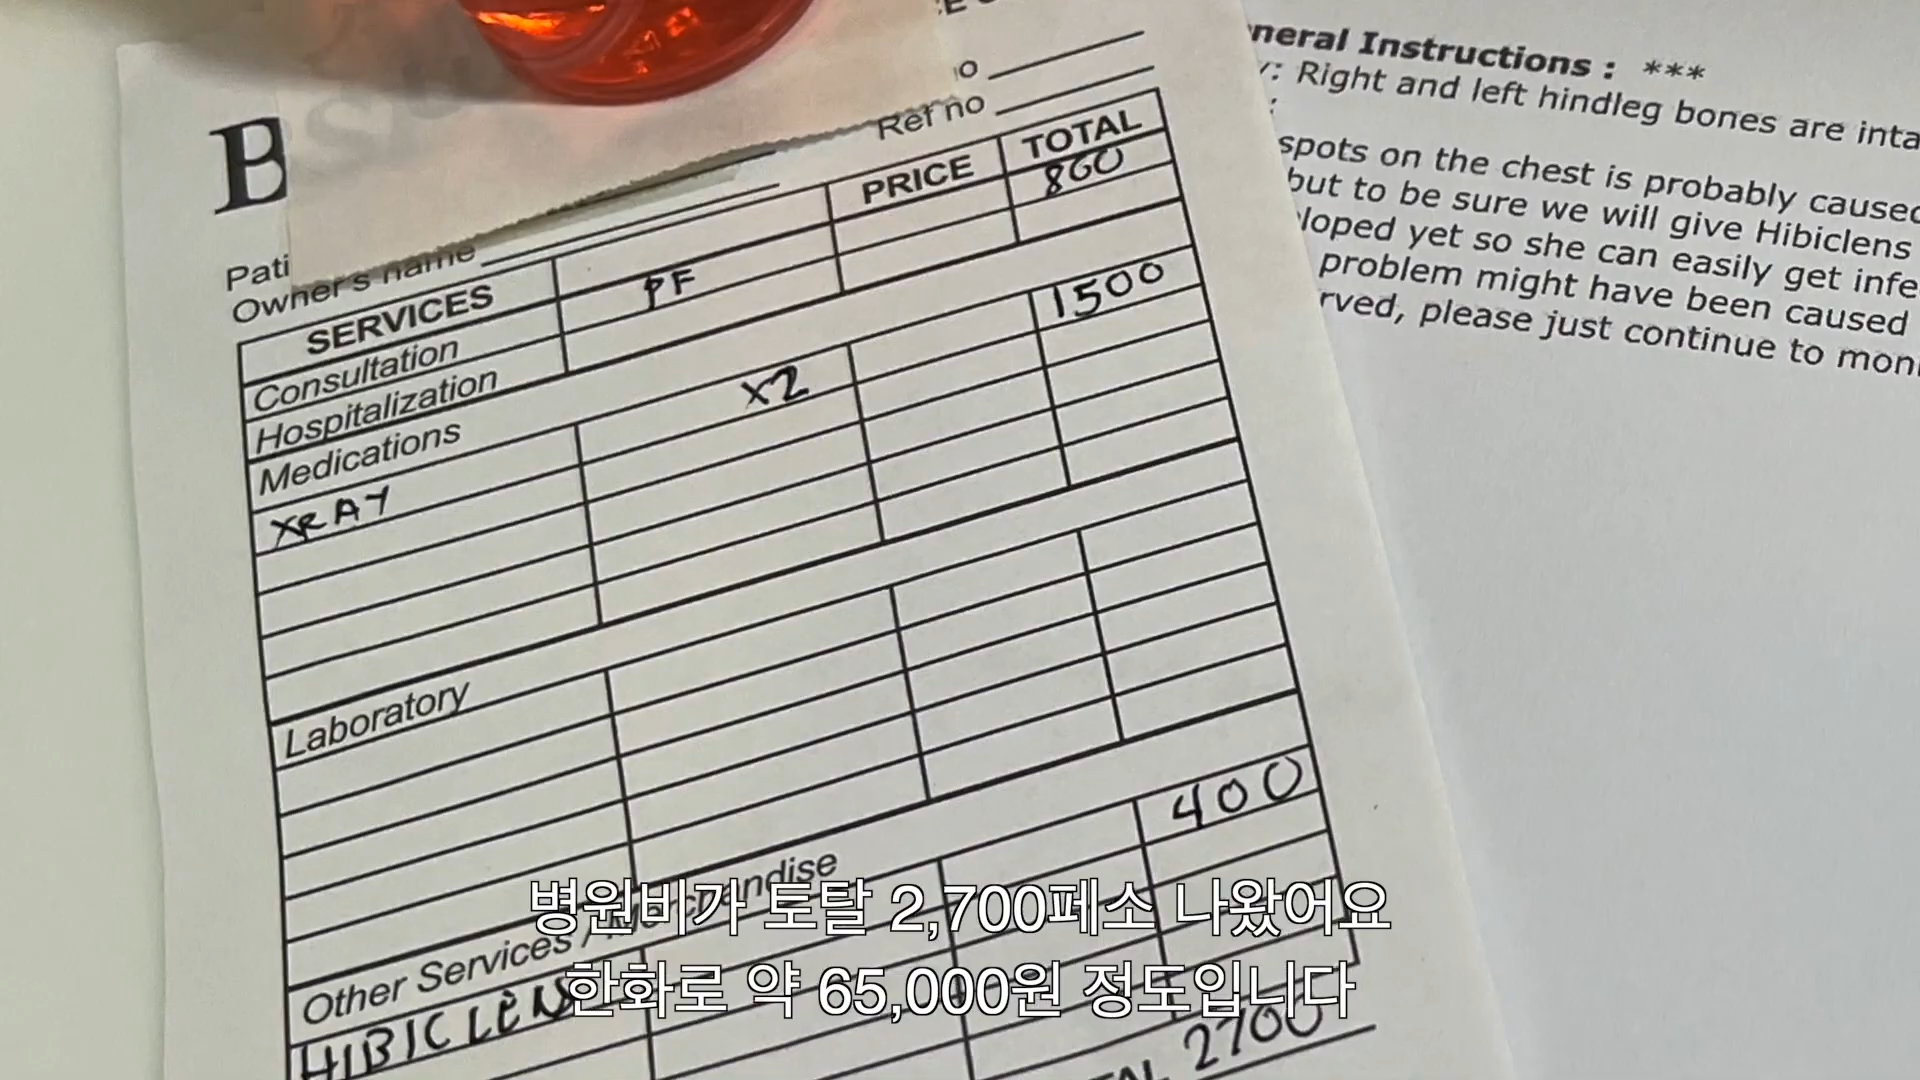 B
Ref no
Pati
Owner's name
SERVICES PRICE TOTAL
Consultation PF 800
Hospitalization
Medications
XRAY X2 1500
Laboratory
Other Services / Merchandise
HIBICLENS 400
2700
neral Instructions : ***
Right and left hindleg bones are inta
spots on the chest is probably caused
but to be sure we will give Hibiclens
loped yet so she can easily get infe
problem might have been caused
rved, please just continue to moni
병원비가 토탈 2,700페소 나왔어요
한화로 약 65,000원 정도입니다